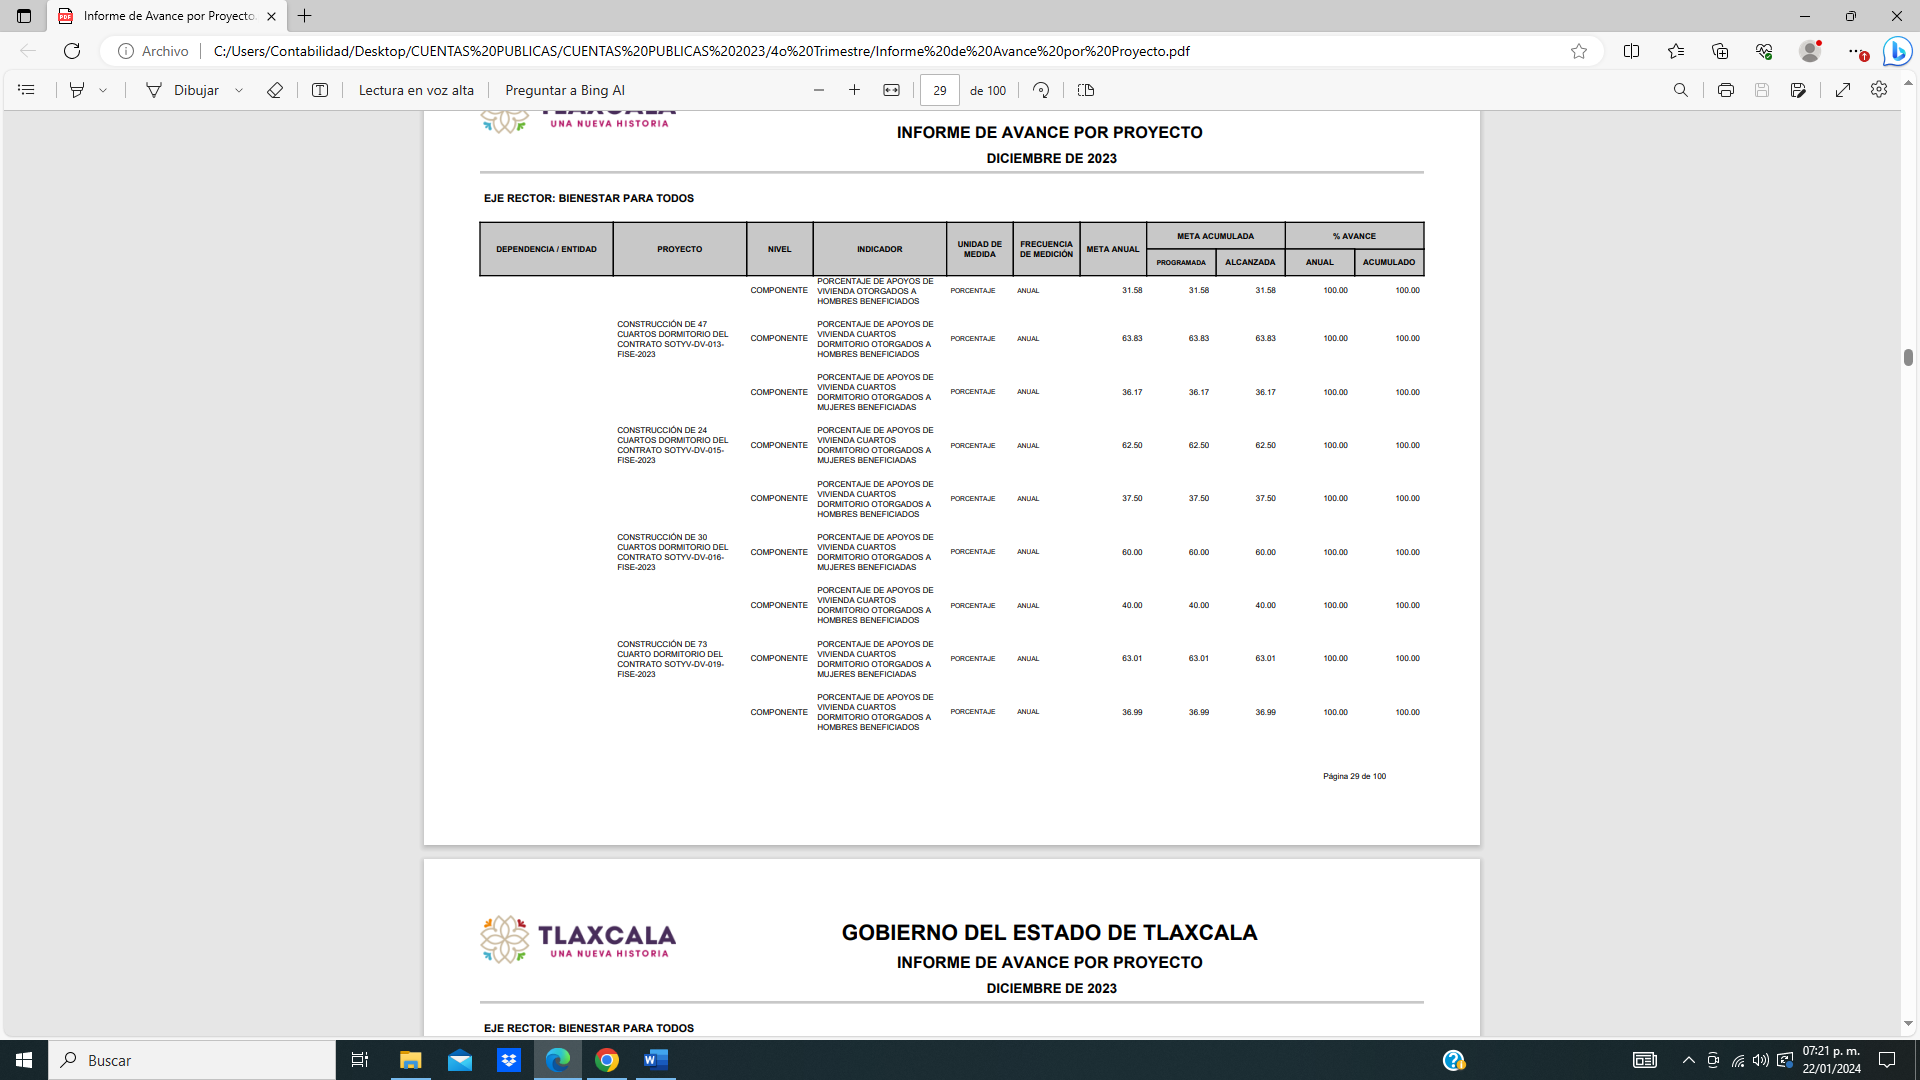 Informe de Avance por Proyecto.
Archivo
C:/Users/Contabilidad/Desktop/CUENTAS%20PUBLICAS/CUENTAS%20PUBLICAS%202023/4o%20Trimestre/Informe%20de%20Avance%20por%20Proyecto.pdf
Dibujar
Lectura en voz alta
Preguntar a Bing AI
29
de 100
TLAXCALA
UNA NUEVA HISTORIA
INFORME DE AVANCE POR PROYECTO
DICIEMBRE DE 2023
EJE RECTOR: BIENESTAR PARA TODOS
DEPENDENCIA / ENTIDAD PROYECTO NIVEL INDICADOR UNIDAD DE MEDIDA FRECUENCIA DE MEDICIÓN META ANUAL META ACUMULADA % AVANCE
PROGRAMADA ALCANZADA ANUAL ACUMULADO
COMPONENTE PORCENTAJE DE APOYOS DE VIVIENDA OTORGADOS A HOMBRES BENEFICIADOS PORCENTAJE ANUAL 31.58 31.58 31.58 100.00 100.00
CONSTRUCCIÓN DE 47 CUARTOS DORMITORIO DEL CONTRATO SOTYV-DV-013-FISE-2023 COMPONENTE PORCENTAJE DE APOYOS DE VIVIENDA CUARTOS DORMITORIO OTORGADOS A HOMBRES BENEFICIADOS PORCENTAJE ANUAL 63.83 63.83 63.83 100.00 100.00
COMPONENTE PORCENTAJE DE APOYOS DE VIVIENDA CUARTOS DORMITORIO OTORGADOS A MUJERES BENEFICIADAS PORCENTAJE ANUAL 36.17 36.17 36.17 100.00 100.00
CONSTRUCCIÓN DE 24 CUARTOS DORMITORIO DEL CONTRATO SOTYV-DV-015-FISE-2023 COMPONENTE PORCENTAJE DE APOYOS DE VIVIENDA CUARTOS DORMITORIO OTORGADOS A MUJERES BENEFICIADAS PORCENTAJE ANUAL 62.50 62.50 62.50 100.00 100.00
COMPONENTE PORCENTAJE DE APOYOS DE VIVIENDA CUARTOS DORMITORIO OTORGADOS A HOMBRES BENEFICIADOS PORCENTAJE ANUAL 37.50 37.50 37.50 100.00 100.00
CONSTRUCCIÓN DE 30 CUARTOS DORMITORIO DEL CONTRATO SOTYV-DV-016-FISE-2023 COMPONENTE PORCENTAJE DE APOYOS DE VIVIENDA CUARTOS DORMITORIO OTORGADOS A MUJERES BENEFICIADAS PORCENTAJE ANUAL 60.00 60.00 60.00 100.00 100.00
COMPONENTE PORCENTAJE DE APOYOS DE VIVIENDA CUARTOS DORMITORIO OTORGADOS A HOMBRES BENEFICIADOS PORCENTAJE ANUAL 40.00 40.00 40.00 100.00 100.00
CONSTRUCCIÓN DE 73 CUARTO DORMITORIO DEL CONTRATO SOTYV-DV-019-FISE-2023 COMPONENTE PORCENTAJE DE APOYOS DE VIVIENDA CUARTOS DORMITORIO OTORGADOS A MUJERES BENEFICIADAS PORCENTAJE ANUAL 63.01 63.01 63.01 100.00 100.00
COMPONENTE PORCENTAJE DE APOYOS DE VIVIENDA CUARTOS DORMITORIO OTORGADOS A HOMBRES BENEFICIADOS PORCENTAJE ANUAL 36.99 36.99 36.99 100.00 100.00
Página 29 de 100
TLAXCALA
UNA NUEVA HISTORIA
GOBIERNO DEL ESTADO DE TLAXCALA
INFORME DE AVANCE POR PROYECTO
DICIEMBRE DE 2023
EJE RECTOR: BIENESTAR PARA TODOS
Buscar
07:21 p. m.
22/01/2024